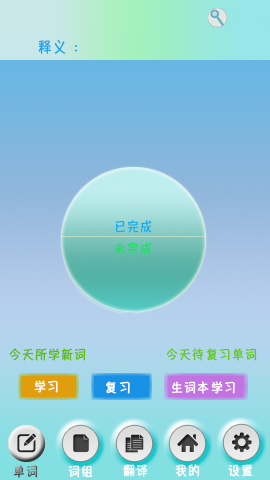 释义：
已完成
未完成
今天所学新词 今天待复习单词
学习 复习 生词本学习
单词 词组 翻译 我的 设置